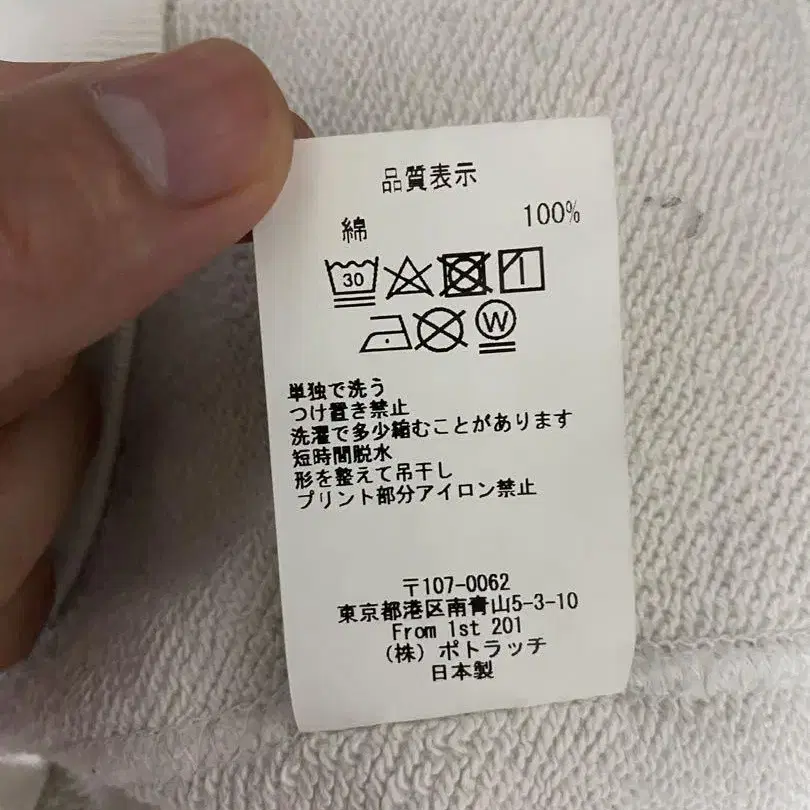 品質表示
綿 100%
30
W
単独で洗う
つけ置き禁止
洗濯で多少縮むことがあります
短時間脱水
形を整えて吊干し
プリント部分アイロン禁止
〒107-0062
東京都港区南青山5-3-10
From 1st 201
(株) ポトラッチ
日本製